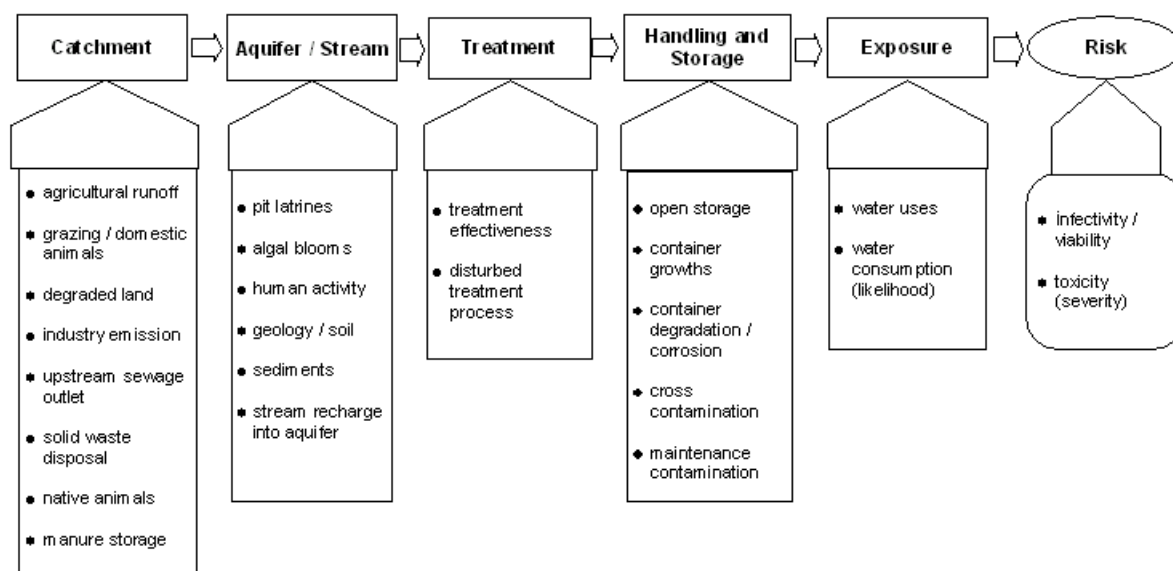 Catchment
Aquifer / Stream
Treatment
Handling and
Storage
Exposure
Risk
agricultural runoff
grazing / domestic
animals
degraded land
industry emission
upstream sewage
outlet
solid waste
disposal
native animals
manure storage
pit latrines
algal blooms
human activity
geology / soil
sediments
stream recharge
into aquifer
treatment
effectiveness
disturbed
treatment
process
open storage
container
growths
container
degradation /
corrosion
cross
contamination
maintenance
contamination
water uses
water
consumption
(likelihood)
infectivity /
viability
toxicity
(severity)